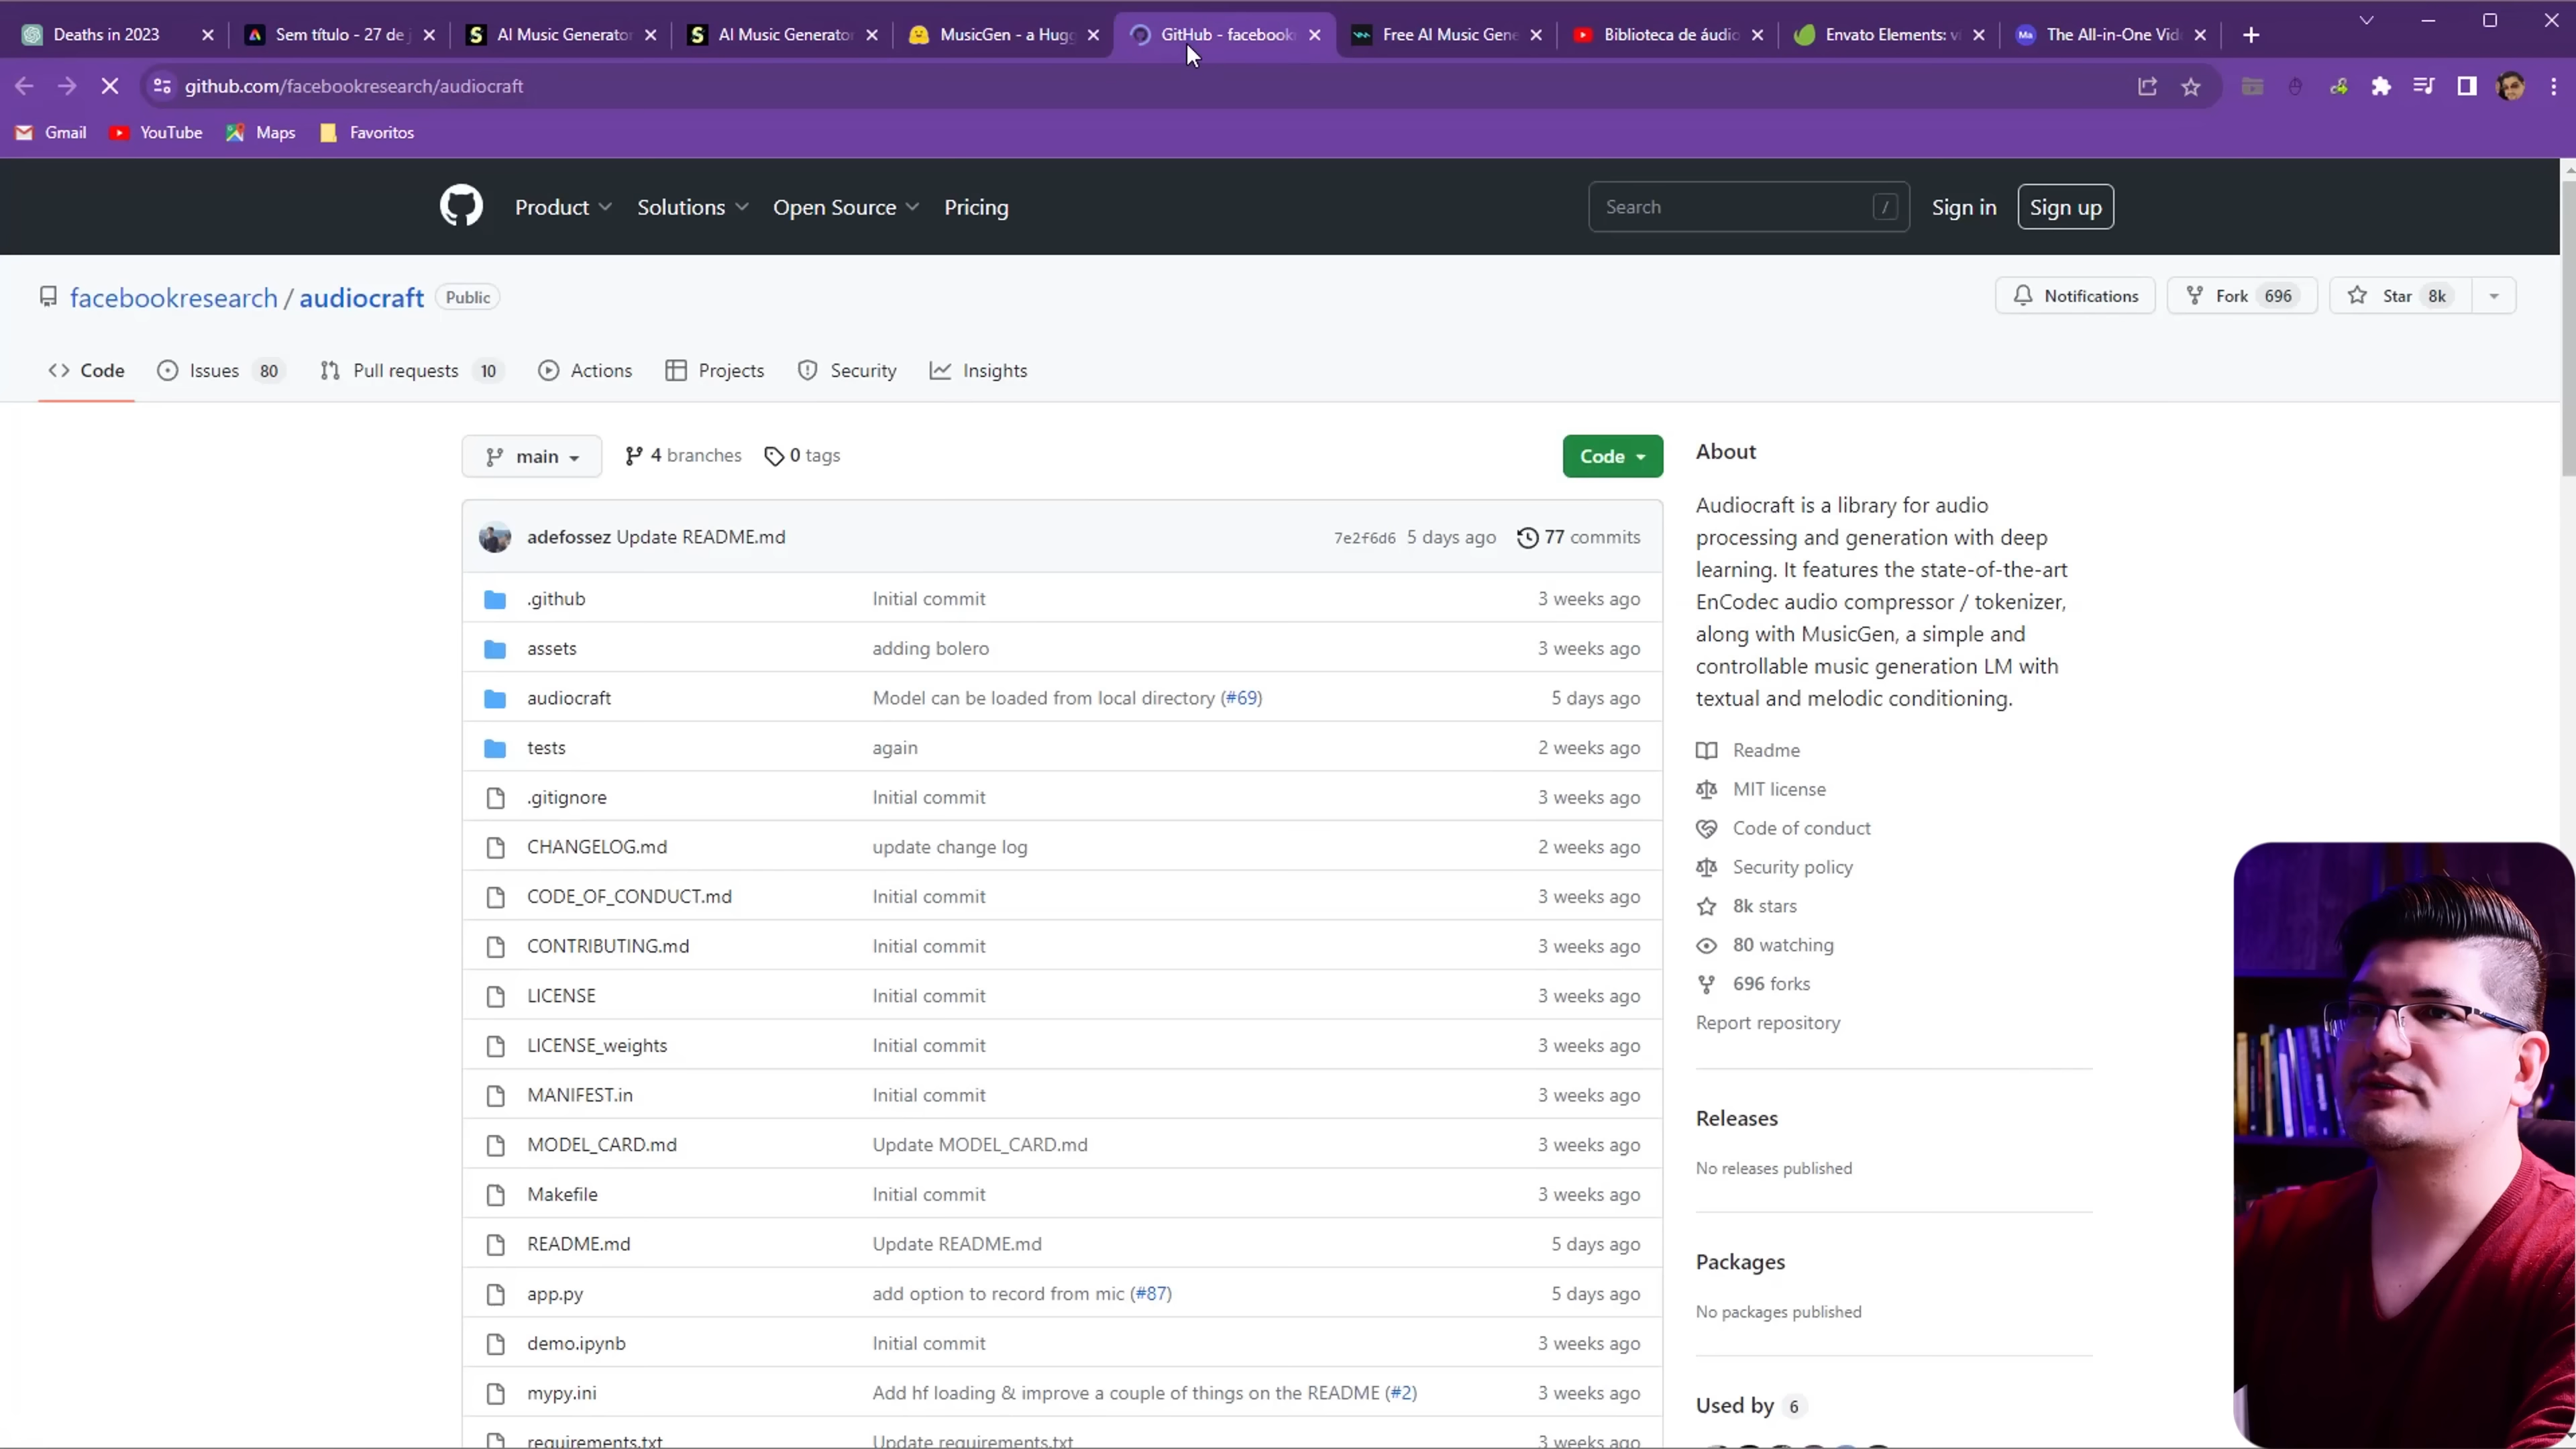 Deaths in 2023
Sem título - 27 de j
AI Music Generator
AI Music Generator
MusicGen - a Hugg
GitHub - facebook
Free AI Music Gene
Biblioteca de áudio
Envato Elements: v
The All-in-One Vid
github.com/facebookresearch/audiocraft
Gmail YouTube Maps Favoritos
Product Solutions Open Source Pricing Search / Sign in Sign up
facebookresearch / audiocraft Public
Notifications Fork 696 Star 8k
Code Issues 80 Pull requests 10 Actions Projects Security Insights
main 4 branches 0 tags Code
adefossez Update README.md 7e2f6d6 5 days ago 77 commits
.github Initial commit 3 weeks ago
assets adding bolero 3 weeks ago
audiocraft Model can be loaded from local directory (#69) 5 days ago
tests again 2 weeks ago
.gitignore Initial commit 3 weeks ago
CHANGELOG.md update change log 2 weeks ago
CODE_OF_CONDUCT.md Initial commit 3 weeks ago
CONTRIBUTING.md Initial commit 3 weeks ago
LICENSE Initial commit 3 weeks ago
LICENSE_weights Initial commit 3 weeks ago
MANIFEST.in Initial commit 3 weeks ago
MODEL_CARD.md Update MODEL_CARD.md 3 weeks ago
Makefile Initial commit 3 weeks ago
README.md Update README.md 5 days ago
app.py add option to record from mic (#87) 5 days ago
demo.ipynb Initial commit 3 weeks ago
mypy.ini Add hf loading & improve a couple of things on the README (#2) 3 weeks ago
requirements.txt Update requirements.txt 3 weeks ago
About
Audiocraft is a library for audio
processing and generation with deep
learning. It features the state-of-the-art
EnCodec audio compressor / tokenizer,
along with MusicGen, a simple and
controllable music generation LM with
textual and melodic conditioning.
Readme
MIT license
Code of conduct
Security policy
8k stars
80 watching
696 forks
Report repository
Releases
No releases published
Packages
No packages published
Used by 6